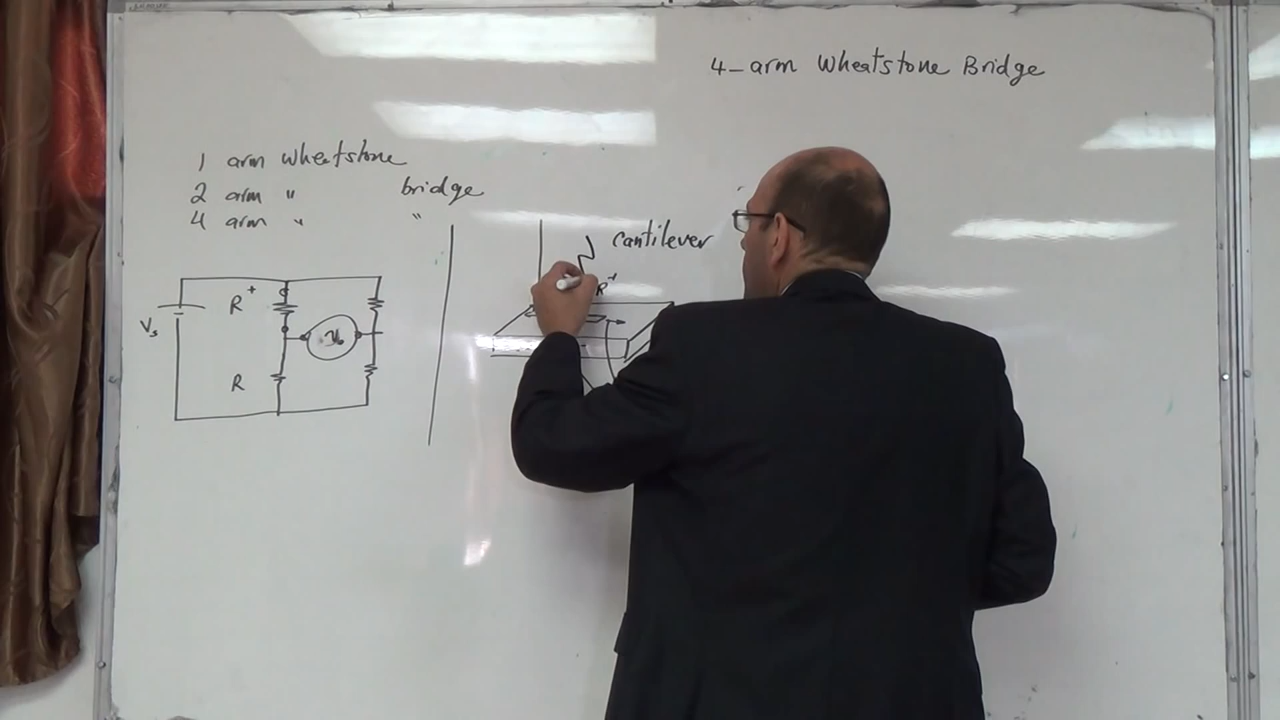 4-arm Wheatstone Bridge
1 arm wheatstone
2 arm " bridge
4 arm " "
cantilever
R+
R+
Vs
R